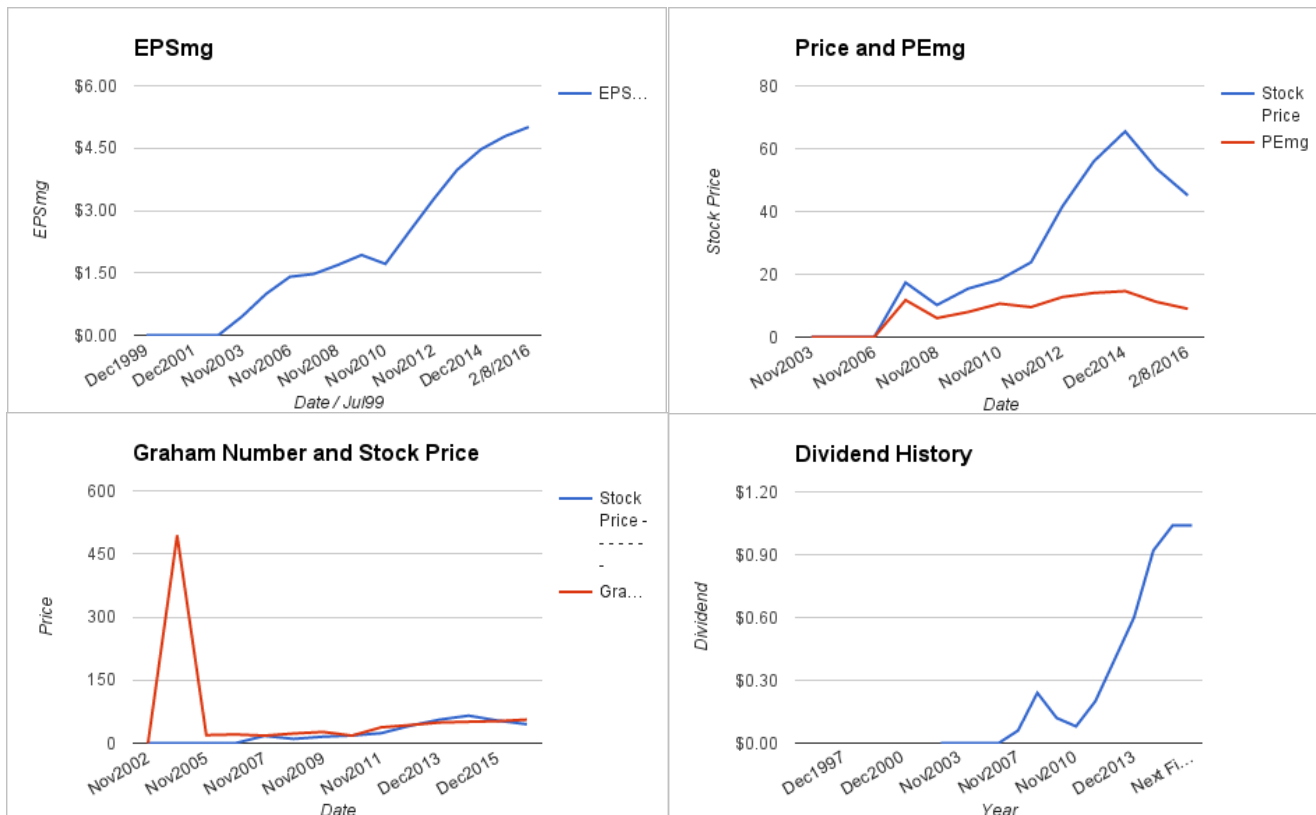 EPSmg
$6.00
$4.50
$3.00
$1.50
$0.00
EPSmg
EPS...
Dec1999
Dec2001
Nov2003
Nov2006
Nov2008
Nov2010
Nov2012
Dec2014
2/8/2016
Date / Jul99
Price and PEmg
80
60
40
20
0
Stock Price
Stock
Price
PEmg
Nov2003
Nov2006
Nov2008
Nov2010
Nov2012
Dec2014
2/8/2016
Date
Graham Number and Stock Price
600
450
300
150
0
Price
Stock
Price -
- - - - -
-
Gra...
Nov2002
Nov2005
Nov2007
Nov2009
Nov2011
Dec2013
Dec2015
Date
Dividend History
$1.20
$0.90
$0.60
$0.30
$0.00
Dividend
Dec1997
Dec2000
Nov2003
Nov2007
Nov2010
Dec2013
Next Fi...
Year